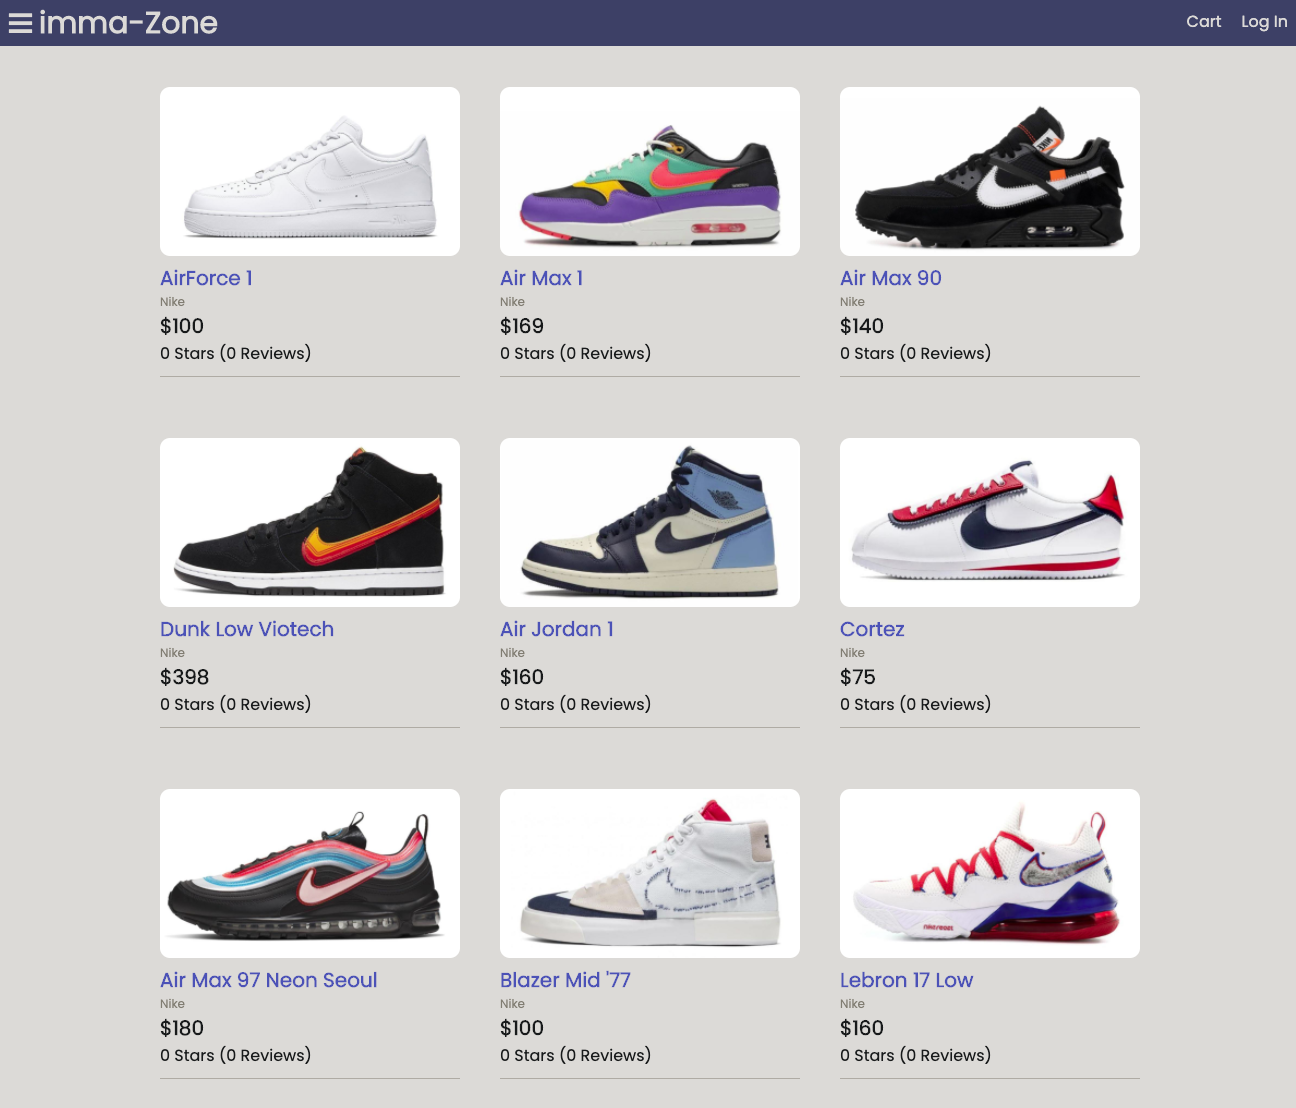 imma-Zone
Cart
Log In
AirForce 1
Nike
$100
0 Stars (0 Reviews)
Air Max 1
Nike
$169
0 Stars (0 Reviews)
Air Max 90
Nike
$140
0 Stars (0 Reviews)
Dunk Low Viotech
Nike
$398
0 Stars (0 Reviews)
Air Jordan 1
Nike
$160
0 Stars (0 Reviews)
Cortez
Nike
$75
0 Stars (0 Reviews)
Air Max 97 Neon Seoul
Nike
$180
0 Stars (0 Reviews)
Blazer Mid '77
Nike
$100
0 Stars (0 Reviews)
Lebron 17 Low
Nike
$160
0 Stars (0 Reviews)